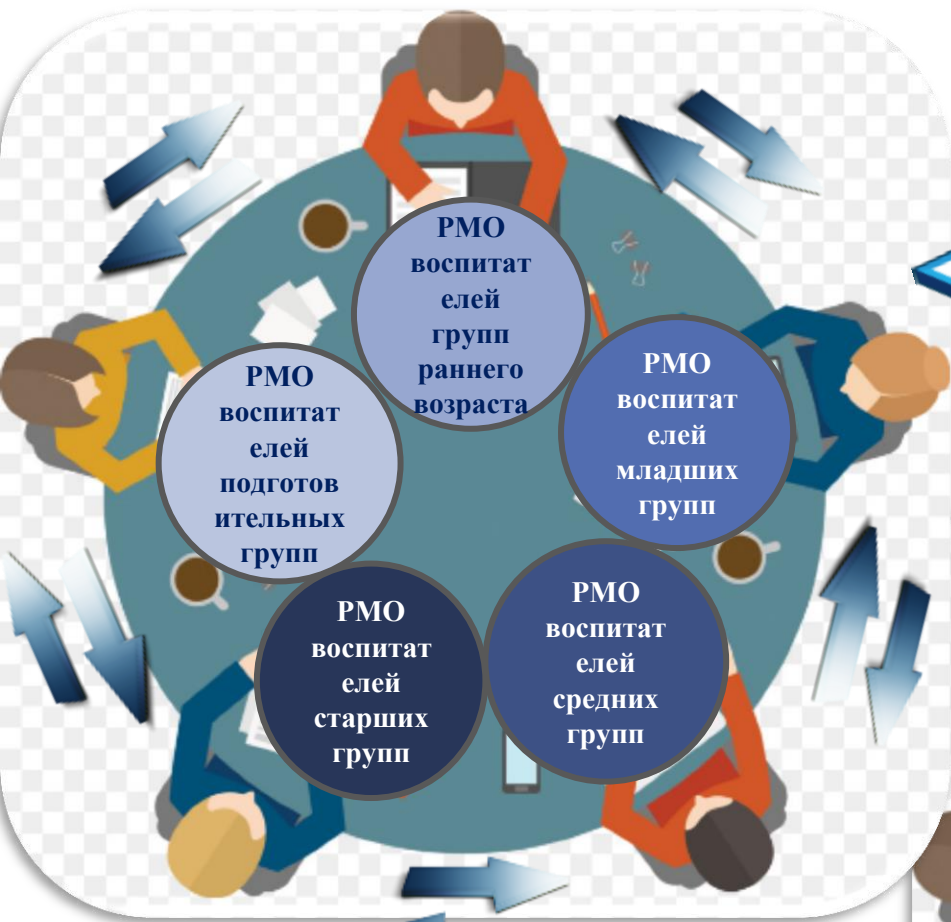 РМО
воспитат
елей
групп
раннего
возраста
РМО
воспитат
елей
младших
групп
РМО
воспитат
елей
средних
групп
РМО
воспитат
елей
старших
групп
РМО
воспитат
елей
подготов
ительных
групп